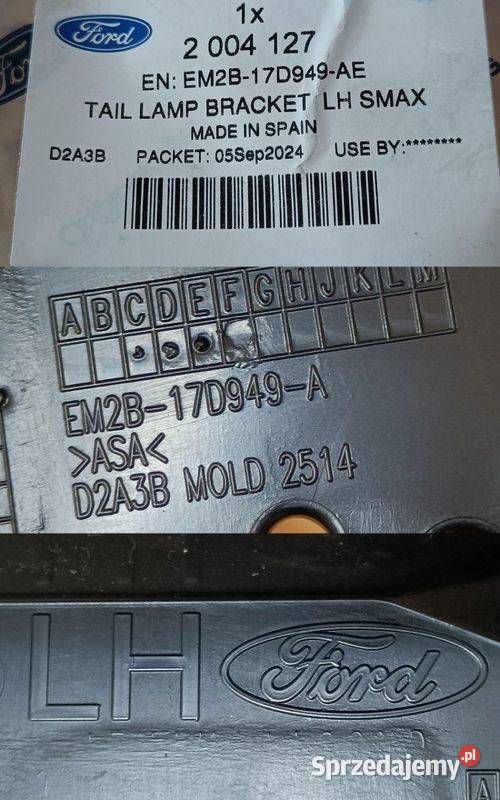 Ford
1x
2 004 127
EN: EM2B-17D949-AE
TAIL LAMP BRACKET LH SMAX
MADE IN SPAIN
D2A3B PACKET: 05Sep2024 USE BY:********
A B C D E F G H J K L M
EM2B-17D949-A
>ASA<
D2A3B MOLD 2514
LH Ford
Sprzedajemy.pl
A